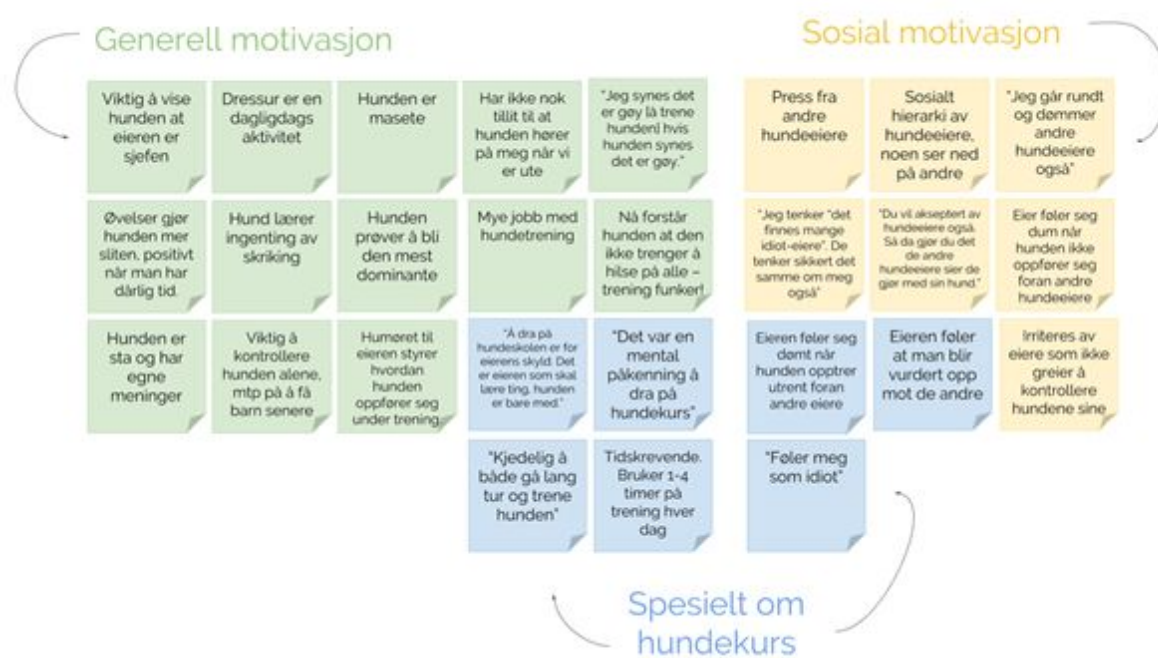 Generell motivasjon
Sosial motivasjon
Viktig å vise
hunden at
eieren er
sjefen
Dressur er en
dagligdags
aktivitet
Hunden er
masete
Har ikke nok
tillit til at
hunden hører
på meg når vi
er ute
"Jeg synes det
er gøy [å trene
hunden] hvis
hunden synes
det er gøy."
Press fra
andre
hundeeiere
Sosialt
hierarki av
hundeeiere,
noen ser ned
på andre
"Jeg går rundt
og dømmer
andre
hundeeiere
også"
Øvelser gjør
hunden mer
sliten, positivt
når man har
dårlig tid.
Hund lærer
ingenting av
skriking
Hunden
prøver å bli
den mest
dominante
Mye jobb med
hundetrening
Nå forstår
hunden at den
ikke trenger å
hilse på alle –
trening funker!
"Jeg tenker "det
finnes mange
idiot-eiere". De
tenker sikkert det
samme om meg
også"
"Du vil akseptert av
hundeeiere også.
Så da gjør du det
de andre
hundeeiere sier de
gjør med sin hund."
Eier føler seg
dum når
hunden ikke
oppfører seg
foran andre
hundeeiere
Hunden er
sta og har
egne
meninger
Viktig å
kontrollere
hunden alene,
mtp på å få
barn senere
Humøret til
eieren styrer
hvordan
hunden
oppfører seg
under trening
"Å dra på
hundeskolen er for
eierens skyld. Det
er eieren som skal
lære ting, hunden
er bare med."
"Det var en
mental
påkenning å
dra på
hundekurs"
Eieren føler seg
dømt når
hunden opptrer
utrent foran
andre eiere
Eieren føler
at man blir
vurdert opp
mot de andre
Irriteres av
eiere som ikke
greier å
kontrollere
hundene sine
"Kjedelig å
både gå lang
tur og trene
hunden"
Tidskrevende.
Bruker 1-4
timer på
trening hver
dag
"Føler meg
som idiot"
Spesielt om
hundekurs